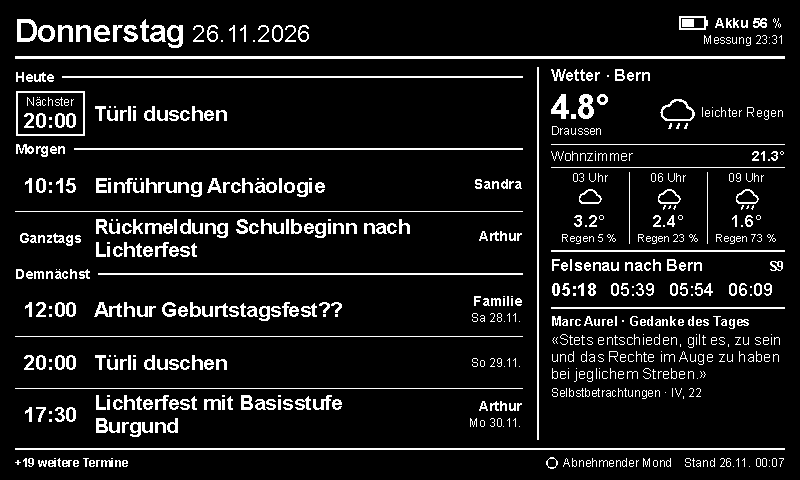 Donnerstag 26.11.2026
Akku 56 %
Messung 23:31
Heute
Nächster
20:00
Türli duschen
Morgen
10:15
Einführung Archäologie
Sandra
Ganztags
Rückmeldung Schulbeginn nach
Lichterfest
Arthur
Demnächst
12:00
Arthur Geburtstagsfest??
Familie
Sa 28.11.
20:00
Türli duschen
So 29.11.
17:30
Lichterfest mit Basisstufe
Burgund
Arthur
Mo 30.11.
+19 weitere Termine
Wetter · Bern
4.8°
Draussen
leichter Regen
Wohnzimmer 21.3°
03 Uhr 06 Uhr 09 Uhr
3.2° 2.4° 1.6°
Regen 5 % Regen 23 % Regen 73 %
Felsenau nach Bern S9
05:18 05:39 05:54 06:09
Marc Aurel · Gedanke des Tages
«Stets entschieden, gilt es, zu sein
und das Rechte im Auge zu haben
bei jeglichem Streben.»
Selbstbetrachtungen · IV, 22
Abnehmender Mond Stand 26.11. 00:07